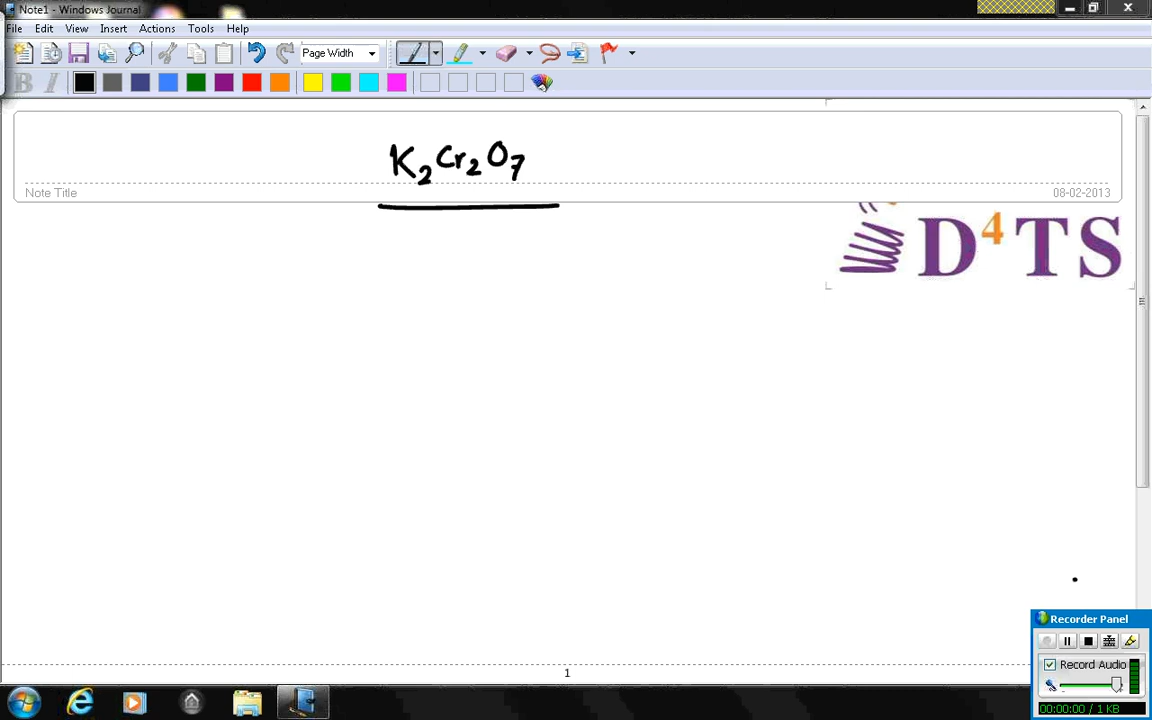 Note1 - Windows Journal
File Edit View Insert Actions Tools Help
Page Width
B I
K₂Cr₂O₇
Note Title
08-02-2013
D⁴TS
Recorder Panel
Record Audio
00:00:00 / 1 KB
1